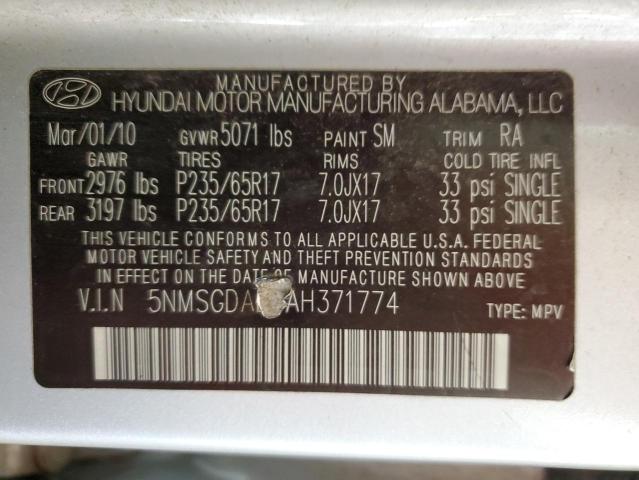 MANUFACTURED BY
HYUNDAI MOTOR MANUFACTURING ALABAMA, LLC
Mar/01/10 GVWR 5071 lbs PAINT SM TRIM RA
GAWR TIRES RIMS COLD TIRE INFL
FRONT 2976 lbs P235/65R17 7.0JX17 33 psi SINGLE
REAR 3197 lbs P235/65R17 7.0JX17 33 psi SINGLE
THIS VEHICLE CONFORMS TO ALL APPLICABLE U.S.A. FEDERAL
MOTOR VEHICLE SAFETY AND THEFT PREVENTION STANDARDS
IN EFFECT ON THE DATE OF MANUFACTURE SHOWN ABOVE.
V.I.N
TYPE: MPV